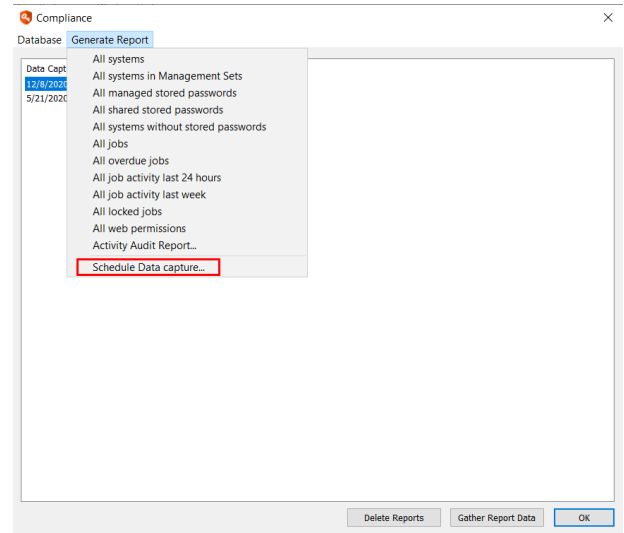 Compliance
Database Generate Report
All systems
Data Capt
All systems in Management Sets
12/8/2020
All managed stored passwords
5/21/2020
All shared stored passwords
All systems without stored passwords
All jobs
All overdue jobs
All job activity last 24 hours
All job activity last week
All locked jobs
All web permissions
Activity Audit Report...
Schedule Data capture...
Delete Reports Gather Report Data OK